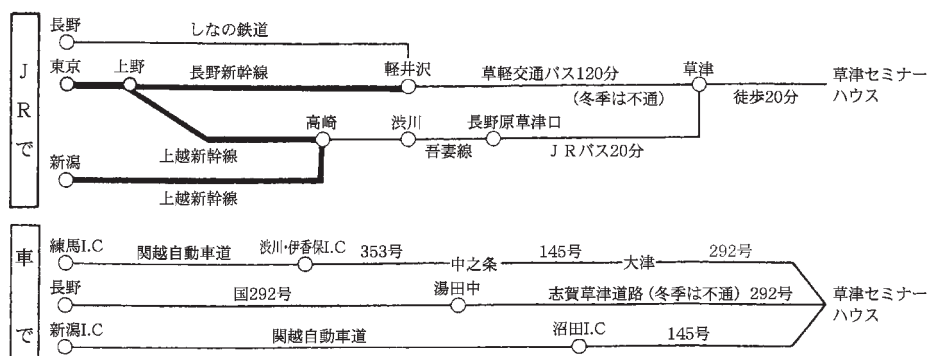 JRで
長野
しなの鉄道
東京
上野
長野新幹線
軽井沢
草軽交通バス120分
(冬季は不通)
草津
徒歩20分
草津セミナー
ハウス
高崎
渋川
長野原草津口
吾妻線
JRバス20分
上越新幹線
新潟
上越新幹線
車で
練馬I.C
関越自動車道
渋川・伊香保I.C
353号
中之条
145号
大津
292号
長野
国292号
湯田中
志賀草津道路(冬季は不通)292号
草津セミナー
ハウス
新潟I.C
関越自動車道
沼田I.C
145号